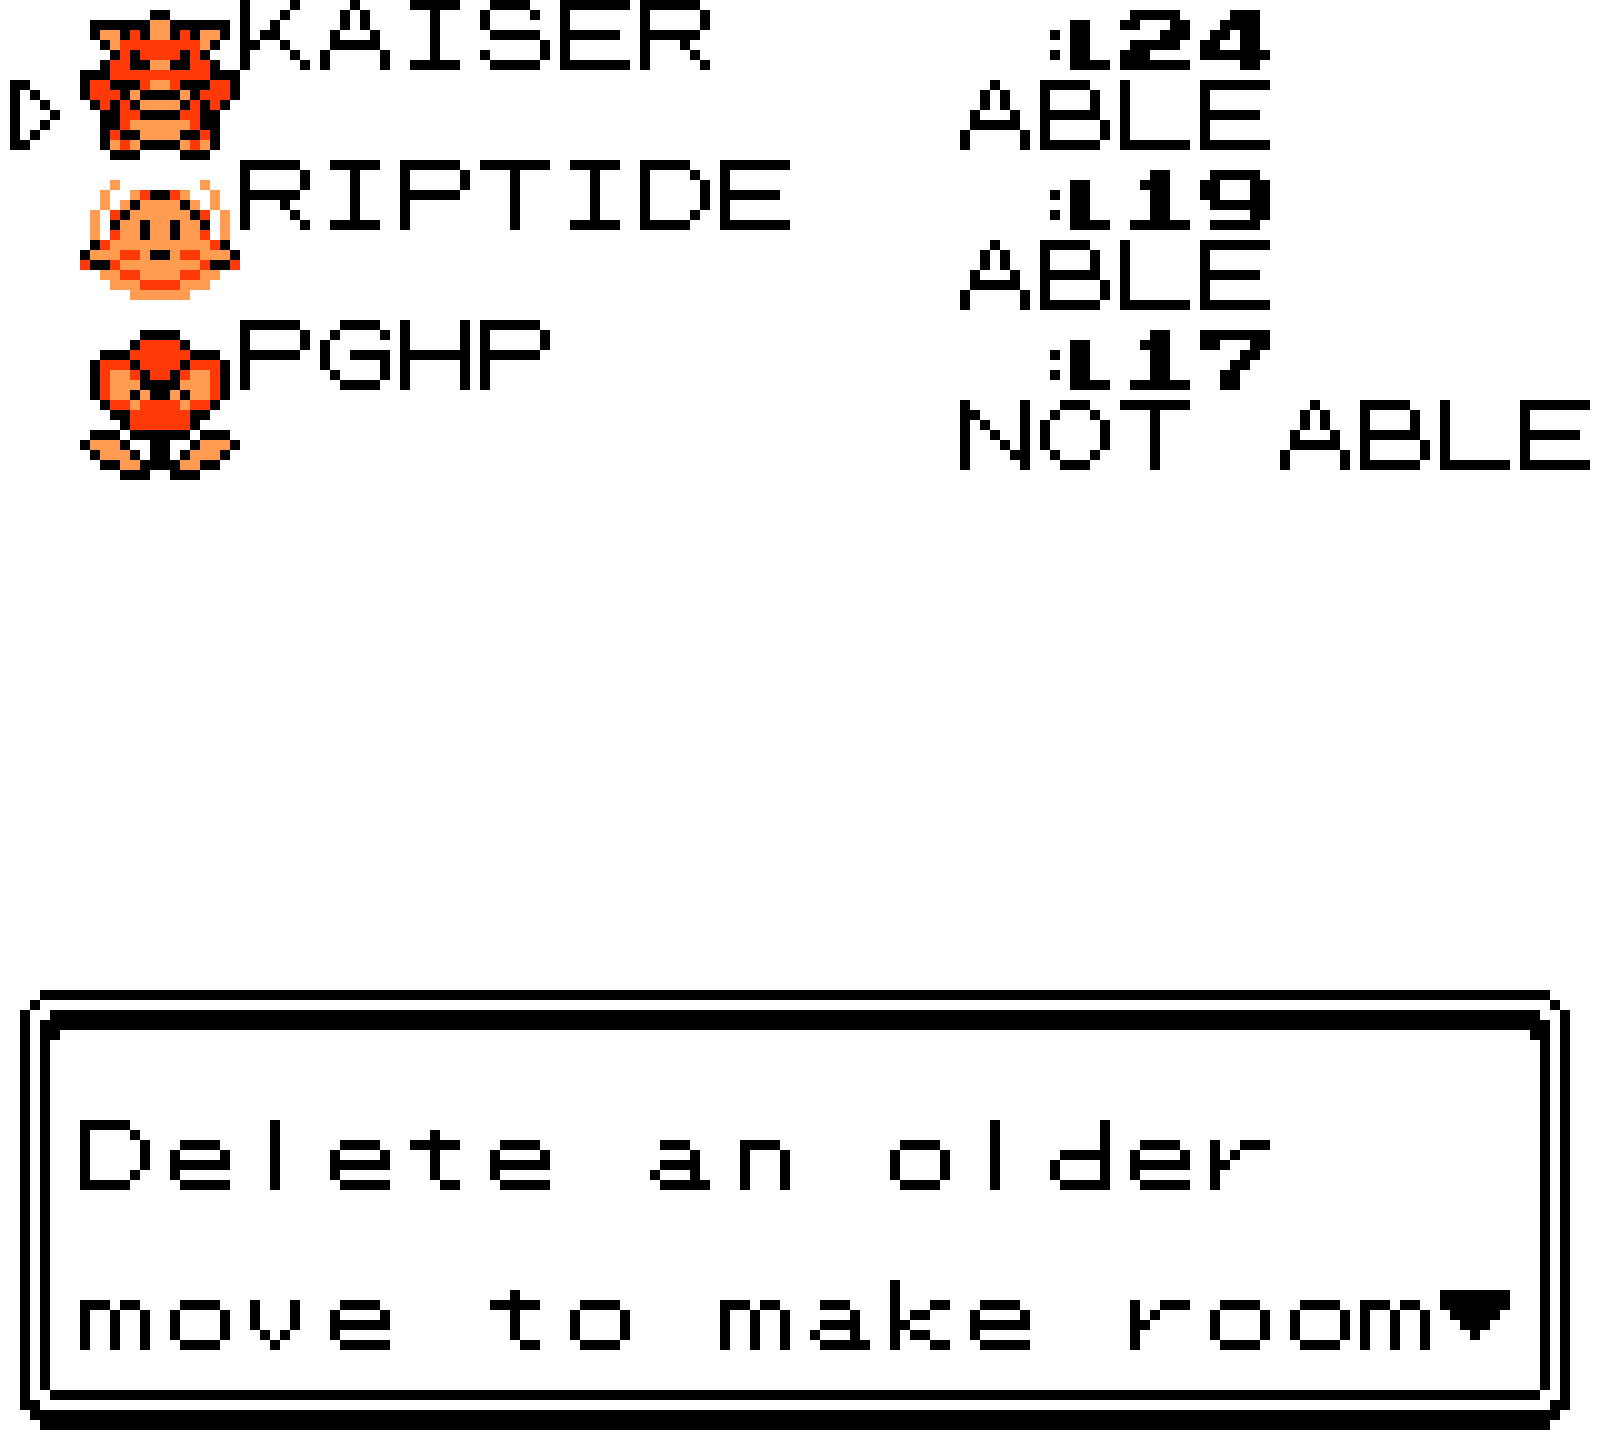 KAISER :L24
ABLE
RIPTIDE :L19
ABLE
PGHP :L17
NOT ABLE
Delete an older
move to make room